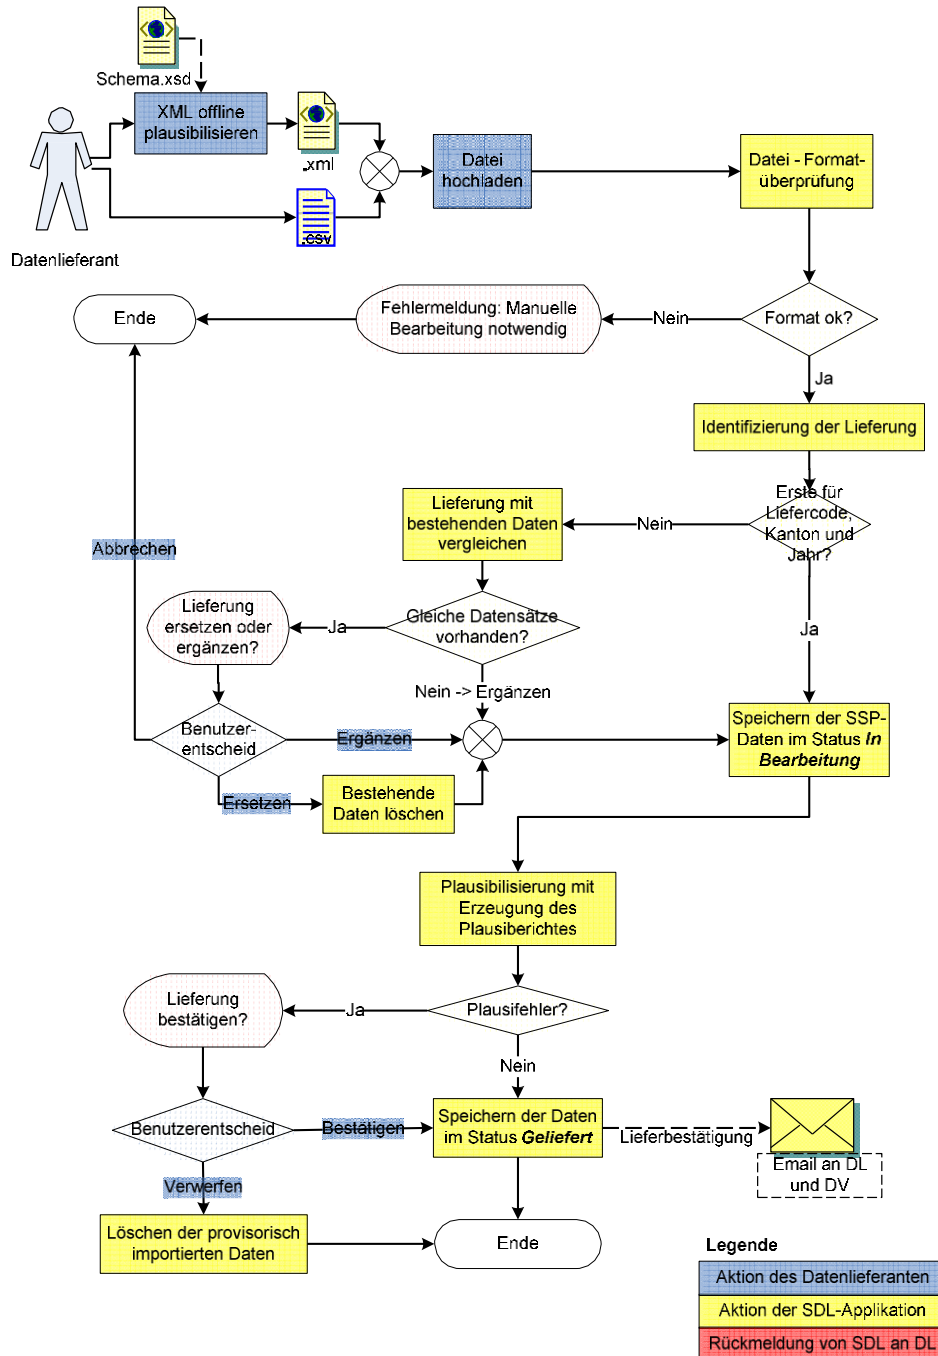 Schema.xsd
XML offline
plausibilisieren
.xml
.csv
Datenlieferant
Datei
hochladen
Datei - Format-
überprüfung
Ende
Fehlermeldung: Manuelle
Bearbeitung notwendig
Nein
Format ok?
Ja
Identifizierung der Lieferung
Erste für
Liefercode,
Kanton und
Jahr?
Nein
Lieferung mit
bestehenden Daten
vergleichen
Abbrechen
Lieferung
ersetzen oder
ergänzen?
Ja
Gleiche Datensätze
vorhanden?
Ja
Nein -> Ergänzen
Benutzer-
entscheid
Ergänzen
Speichern der SSP-
Daten im Status In
Bearbeitung
Ersetzen
Bestehende
Daten löschen
Plausibilisierung mit
Erzeugung des
Plausiberichtes
Lieferung
bestätigen?
Ja
Plausifehler?
Nein
Benutzerentscheid
Bestätigen
Speichern der Daten
im Status Geliefert
Lieferbestätigung
Email an DL
und DV
Verwerfen
Löschen der provisorisch
importierten Daten
Ende
Legende
Aktion des Datenlieferanten
Aktion der SDL-Applikation
Rückmeldung von SDL an DL